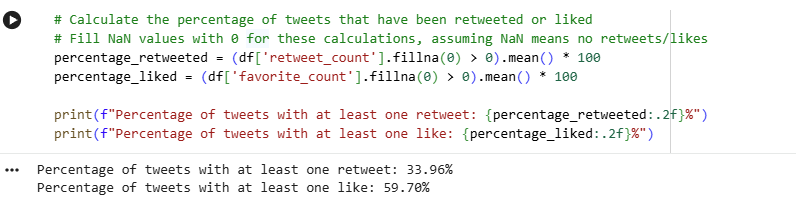 # Calculate the percentage of tweets that have been retweeted or liked
# Fill NaN values with 0 for these calculations, assuming NaN means no retweets/likes
percentage_retweeted = (df['retweet_count'].fillna(0) > 0).mean() * 100
percentage_liked = (df['favorite_count'].fillna(0) > 0).mean() * 100
print(f"Percentage of tweets with at least one retweet: {percentage_retweeted:.2f}%")
print(f"Percentage of tweets with at least one like: {percentage_liked:.2f}%")
Percentage of tweets with at least one retweet: 33.96%
Percentage of tweets with at least one like: 59.70%